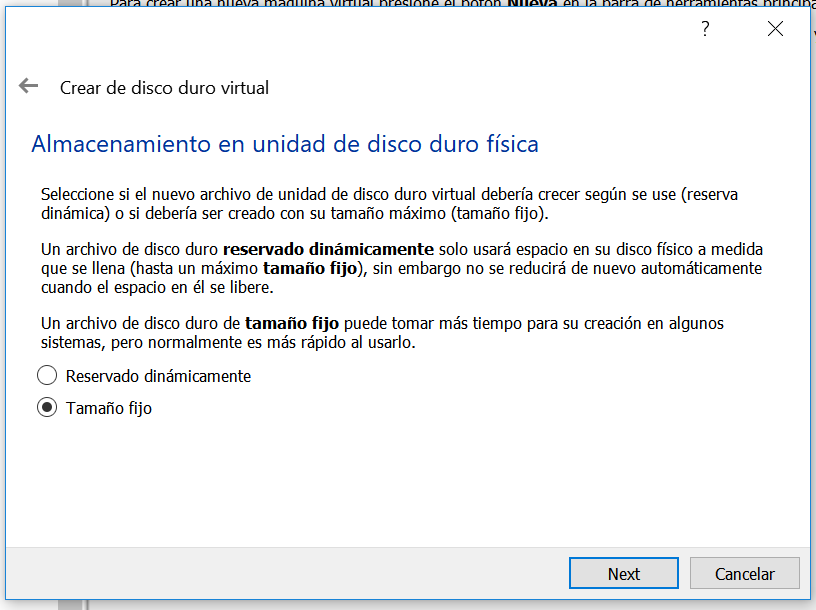 Para crear una nueva máquina virtual presione el botón Nueva en la barra de herramientas principa
?
Crear de disco duro virtual
Almacenamiento en unidad de disco duro física
Seleccione si el nuevo archivo de unidad de disco duro virtual debería crecer según se use (reserva
dinámica) o si debería ser creado con su tamaño máximo (tamaño fijo).
Un archivo de disco duro reservado dinámicamente solo usará espacio en su disco físico a medida
que se llena (hasta un máximo tamaño fijo), sin embargo no se reducirá de nuevo automáticamente
cuando el espacio en él se libere.
Un archivo de disco duro de tamaño fijo puede tomar más tiempo para su creación en algunos
sistemas, pero normalmente es más rápido al usarlo.
Reservado dinámicamente
Tamaño fijo
Next
Cancelar